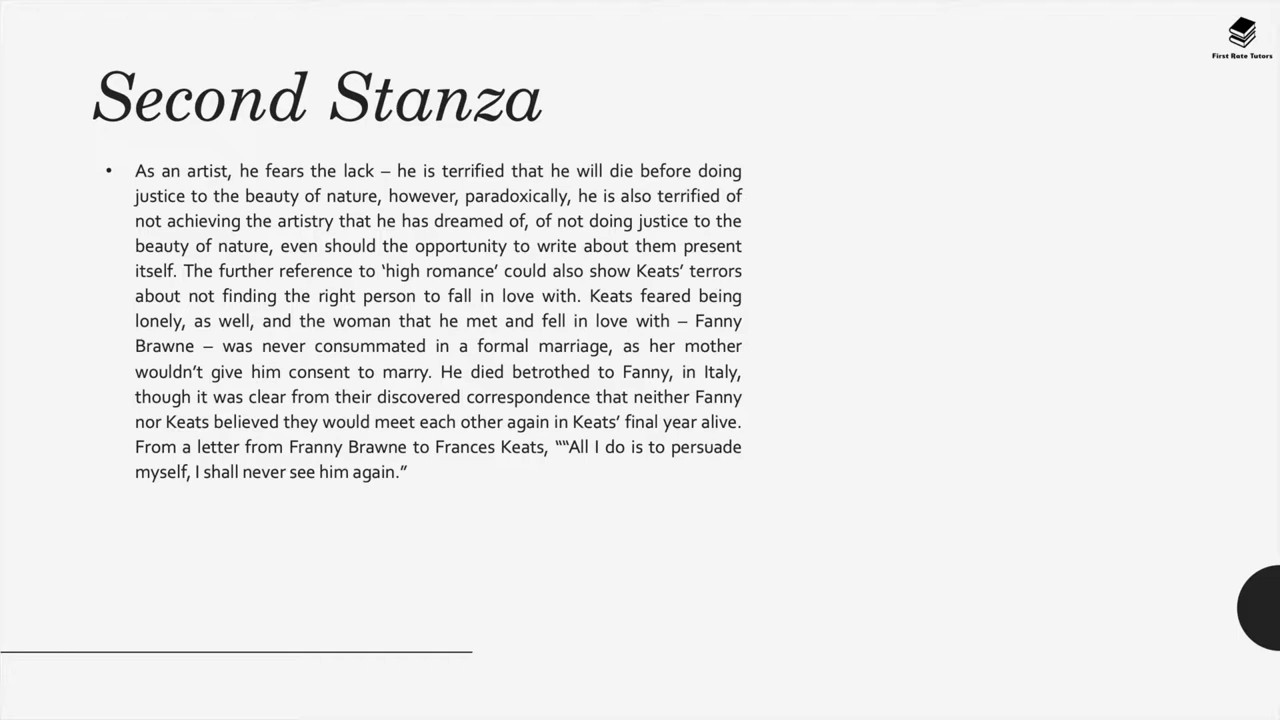 First Rate Tutors
Second Stanza
• As an artist, he fears the lack – he is terrified that he will die before doing
justice to the beauty of nature, however, paradoxically, he is also terrified of
not achieving the artistry that he has dreamed of, of not doing justice to the
beauty of nature, even should the opportunity to write about them present
itself. The further reference to ‘high romance’ could also show Keats’ terrors
about not finding the right person to fall in love with. Keats feared being
lonely, as well, and the woman that he met and fell in love with – Fanny
Brawne – was never consummated in a formal marriage, as her mother
wouldn’t give him consent to marry. He died betrothed to Fanny, in Italy,
though it was clear from their discovered correspondence that neither Fanny
nor Keats believed they would meet each other again in Keats’ final year alive.
From a letter from Franny Brawne to Frances Keats, ““All I do is to persuade
myself, I shall never see him again.”